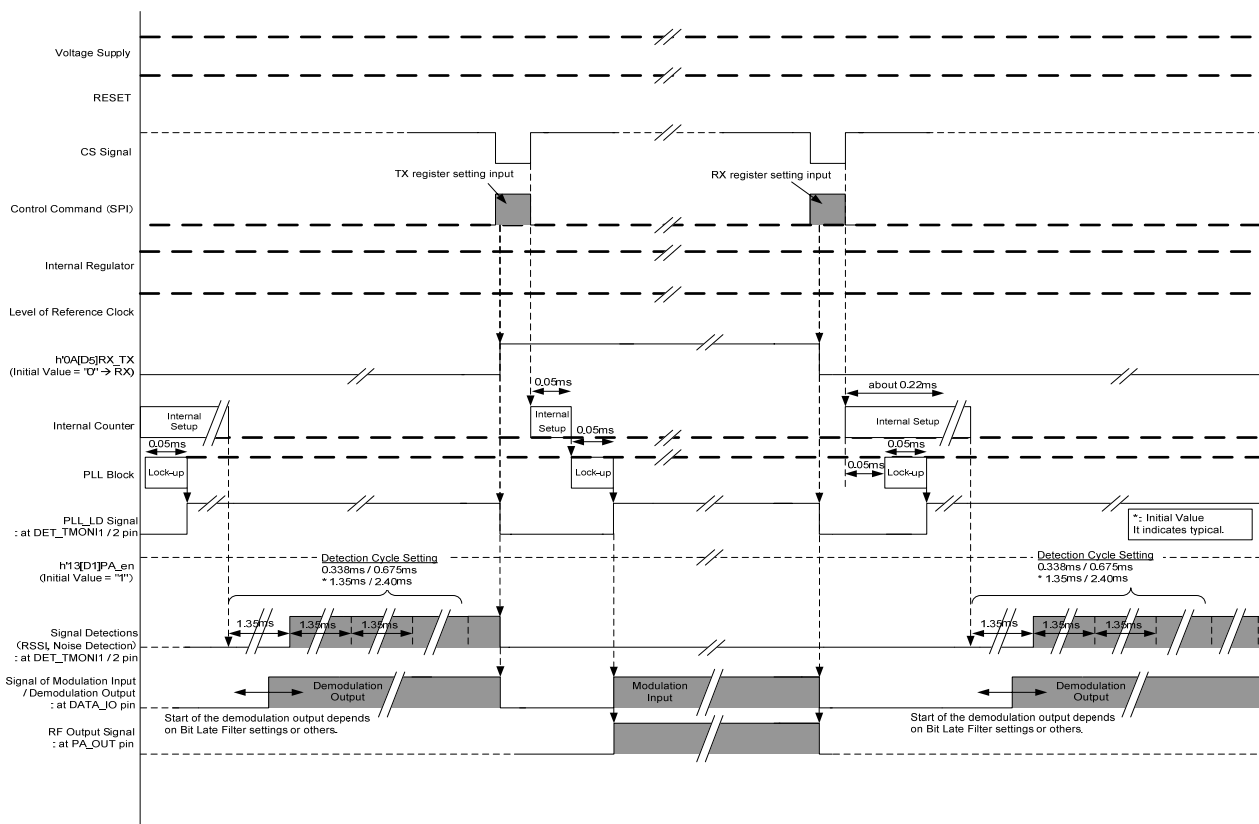 Voltage Supply
RESET
CS Signal
TX register setting input
RX register setting input
Control Command (SPI)
Internal Regulator
Level of Reference Clock
h'0A[D5]RX_TX
(Initial Value = "0" → RX)
0.05ms
about 0.22ms
Internal Counter
Internal
Setup
Internal
Setup
Internal Setup
0.05ms
0.05ms
0.05ms
0.05ms
PLL Block
Lock-up
Lock-up
Lock-up
PLL_LD Signal
: at DET_TMONI1 / 2 pin
*: Initial Value
It indicates typical.
h'13[D1]PA_en
(Initial Value = "1")
Detection Cycle Setting
0.338ms / 0.675ms
* 1.35ms / 2.40ms
Detection Cycle Setting
0.338ms / 0.675ms
* 1.35ms / 2.40ms
Signal Detections
(RSSI, Noise Detection)
: at DET_TMONI1 / 2 pin
1.35ms
1.35ms
1.35ms
1.35ms
1.35ms
1.35ms
Signal of Modulation Input
/ Demodulation Output
: at DATA_IO pin
Demodulation
Output
Modulation
Input
Demodulation
Output
Start of the demodulation output depends
on Bit Late Filter settings or others.
Start of the demodulation output depends
on Bit Late Filter settings or others.
RF Output Signal
: at PA_OUT pin